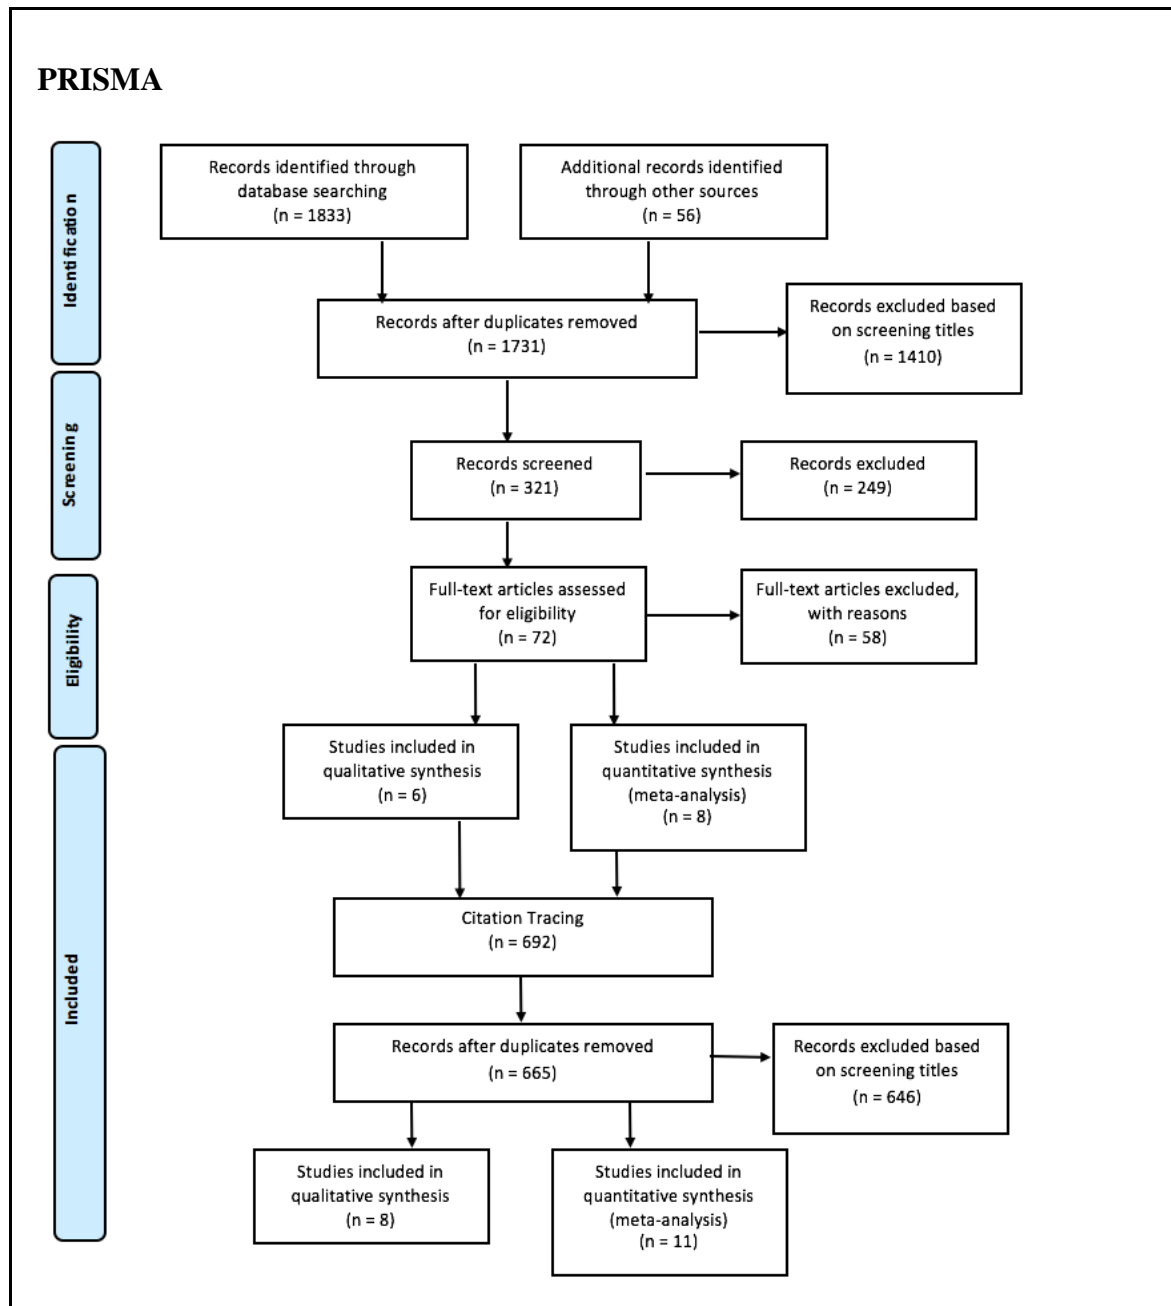 PRISMA
Identification
Records identified through
database searching
(n = 1833)
Additional records identified
through other sources
(n = 56)
Records after duplicates removed
(n = 1731)
Records excluded based
on screening titles
(n = 1410)
Screening
Records screened
(n = 321)
Records excluded
(n = 249)
Eligibility
Full-text articles assessed
for eligibility
(n = 72)
Full-text articles excluded,
with reasons
(n = 58)
Included
Studies included in
qualitative synthesis
(n = 6)
Studies included in
quantitative synthesis
(meta-analysis)
(n = 8)
Citation Tracing
(n = 692)
Records after duplicates removed
(n = 665)
Records excluded based
on screening titles
(n = 646)
Studies included in
qualitative synthesis
(n = 8)
Studies included in
quantitative synthesis
(meta-analysis)
(n = 11)